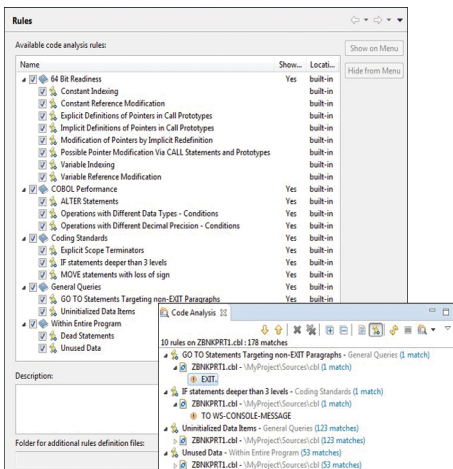 Rules
Available code analysis rules:
Show on Menu
Hide from Menu
Name Show... Locati...
64 Bit Readiness Yes built-in
Constant Indexing built-in
Constant Reference Modification built-in
Explicit Definitions of Pointers in Call Prototypes built-in
Implicit Definitions of Pointers in Call Prototypes built-in
Modification of Pointers by Implicit Redefinition built-in
Possible Pointer Modification Via CALL Statements and Prototypes built-in
Variable Indexing built-in
Variable Reference Modification built-in
COBOL Performance Yes built-in
ALTER Statements Yes built-in
Operations with Different Data Types - Conditions Yes built-in
Operations with Different Decimal Precision - Conditions Yes built-in
Coding Standards Yes built-in
Explicit Scope Terminators Yes built-in
IF statements deeper than 3 levels Yes built-in
MOVE statements with loss of sign Yes built-in
General Queries Yes built-in
GO TO Statements Targeting non-EXIT Paragraphs Yes built-in
Uninitialized Data Items
Within Entire Program
Dead Statements
Unused Data
Description:
Folder for additional rules definition files:
Code Analysis
10 rules on ZBNKPRT1.cbl : 178 matches
GO TO Statements Targeting non-EXIT Paragraphs - General Queries (1 match)
ZBNKPRT1.cbl - \MyProject\Sources\cbl (1 match)
EXIT.
IF statements deeper than 3 levels - Coding Standards (1 match)
ZBNKPRT1.cbl - \MyProject\Sources\cbl (1 match)
TO WS-CONSOLE-MESSAGE
Uninitialized Data Items - General Queries (123 matches)
ZBNKPRT1.cbl - \MyProject\Sources\cbl (123 matches)
Unused Data - Within Entire Program (53 matches)
ZBNKPRT1.cbl - \MyProject\Sources\cbl (53 matches)